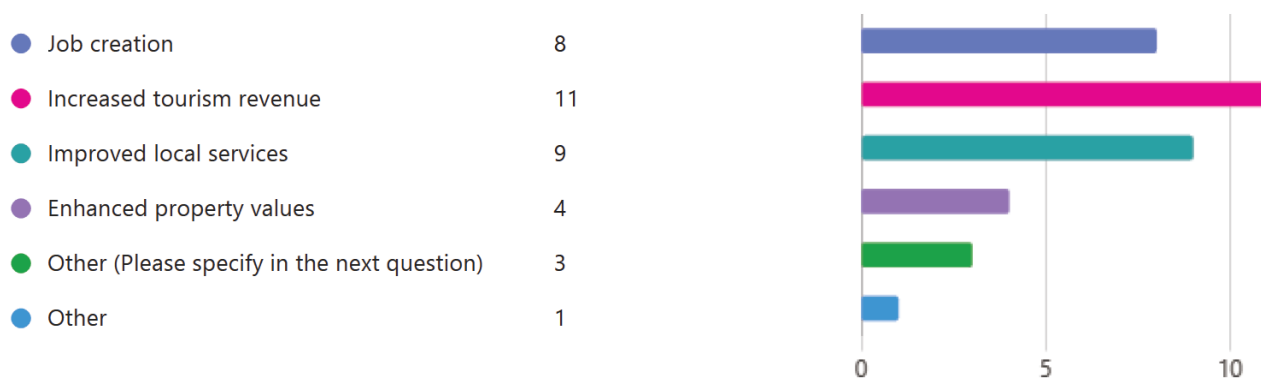 Job creation 8
Increased tourism revenue 11
Improved local services 9
Enhanced property values 4
Other (Please specify in the next question) 3
Other 1
0 5 10